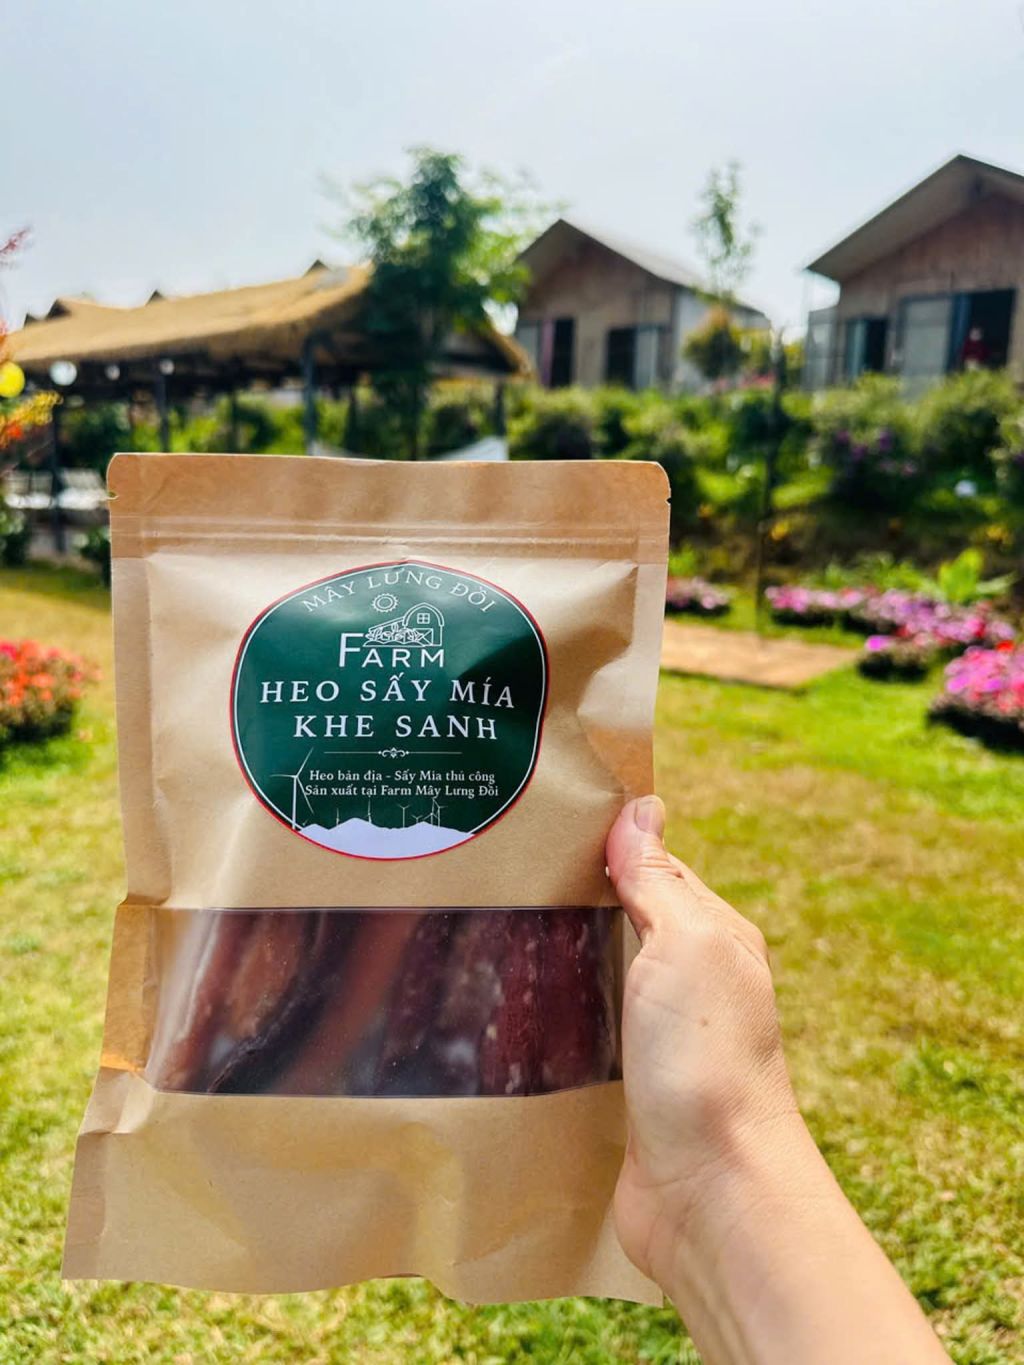 MÂY LƯNG ĐỒI
FARM
HEO SẤY MÍA
KHE SANH
Heo bản địa - Sấy Mía thủ công
Sản xuất tại Farm Mây Lưng Đồi